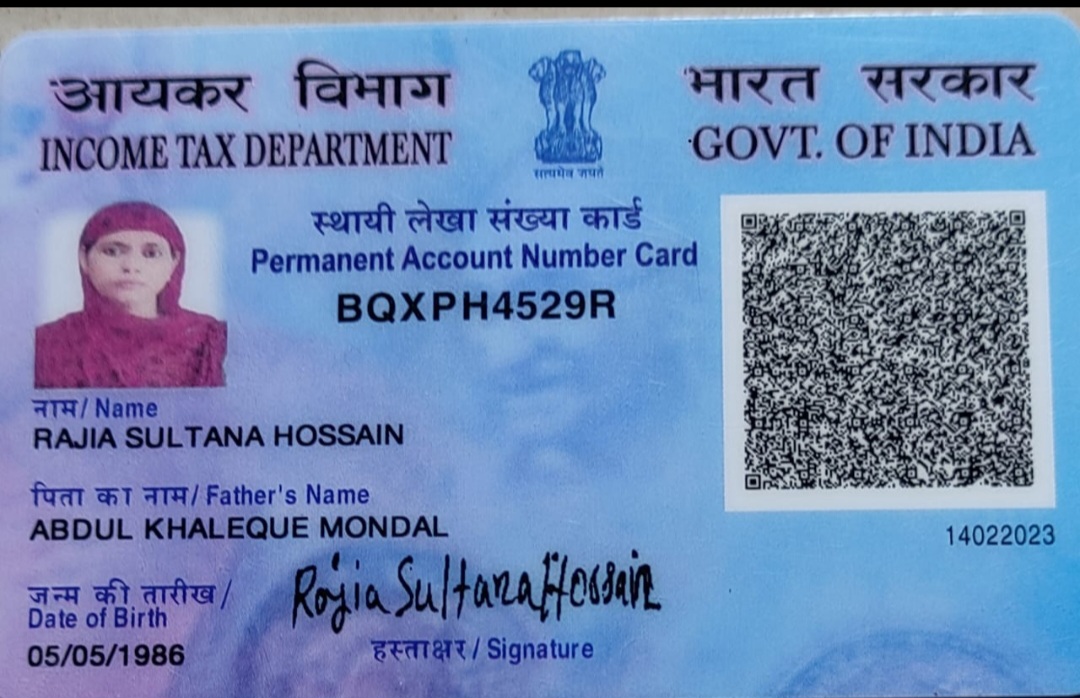 आयकर विभाग
INCOME TAX DEPARTMENT
सत्यमेव जयते
भारत सरकार
GOVT. OF INDIA
स्थायी लेखा संख्या कार्ड
Permanent Account Number Card
BQXPH4529R
नाम/ Name
RAJIA SULTANA HOSSAIN
पिता का नाम/ Father's Name
ABDUL KHALEQUE MONDAL
14022023
जन्म की तारीख/
Date of Birth
05/05/1986
Rojia Sultana Hossain
हस्ताक्षर/ Signature